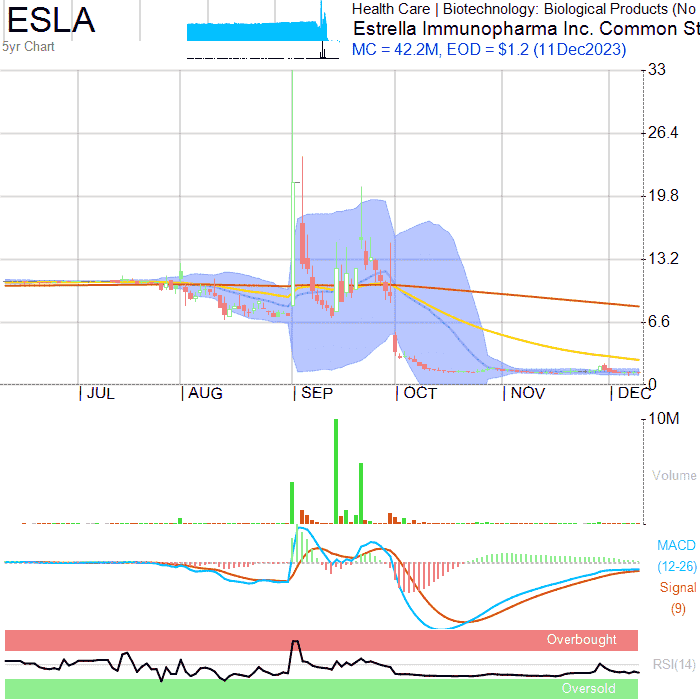 ESLA
5yr Chart
Health Care | Biotechnology: Biological Products (No
Estrella Immunopharma Inc. Common St
MC = 42.2M, EOD = $1.2 (11Dec2023)
33
26.4
19.8
13.2
6.6
0
JUL AUG SEP OCT NOV DEC
10M
Volume
MACD
(12-26)
Signal
(9)
Overbought
RSI(14)
Oversold